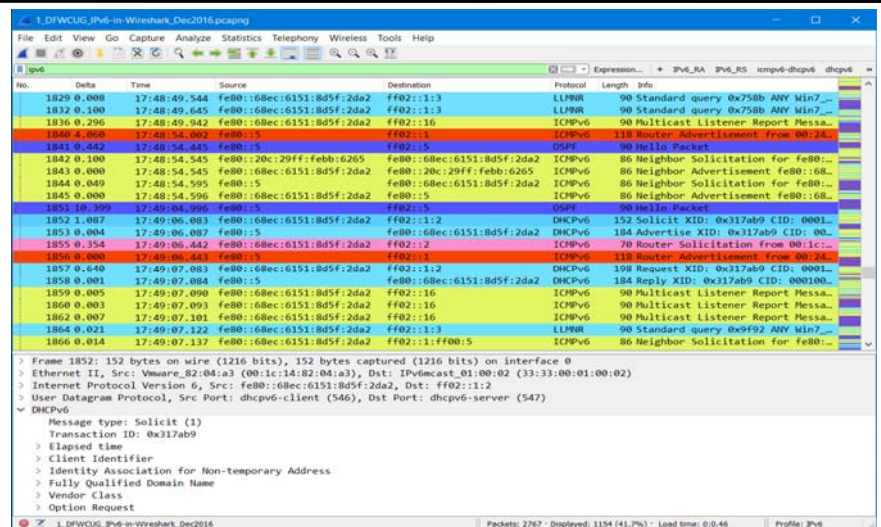 1_DFWCUG_IPv6-in-Wireshark_Dec2016.pcapng
File Edit View Go Capture Analyze Statistics Telephony Wireless Tools Help
ipv6 Expression... + IPv6_RA IPv6_RS icmpv6-dhcpv6 dhcpv6 »
No. Delta Time Source Destination Protocol Length Info
1829 0.008 17:48:49.544 fe80::68ec:6151:8d5f:2da2 ff02::1:3 LLMNR 90 Standard query 0x758b ANY Win7_…
1832 0.100 17:48:49.645 fe80::68ec:6151:8d5f:2da2 ff02::1:3 LLMNR 90 Standard query 0x758b ANY Win7_…
1836 0.296 17:48:49.942 fe80::68ec:6151:8d5f:2da2 ff02::16 ICMPv6 90 Multicast Listener Report Messa…
1840 4.060 17:48:54.002 fe80::5 ff02::1 ICMPv6 118 Router Advertisement from 00:24…
1841 0.442 17:48:54.445 fe80::5 ff02::5 OSPF 90 Hello Packet
1842 0.100 17:48:54.545 fe80::20c:29ff:febb:6265 fe80::68ec:6151:8d5f:2da2 ICMPv6 86 Neighbor Solicitation for fe80:…
1843 0.000 17:48:54.545 fe80::68ec:6151:8d5f:2da2 fe80::20c:29ff:febb:6265 ICMPv6 86 Neighbor Advertisement fe80::68…
1844 0.049 17:48:54.595 fe80::5 fe80::68ec:6151:8d5f:2da2 ICMPv6 86 Neighbor Solicitation for fe80:…
1845 0.000 17:48:54.596 fe80::68ec:6151:8d5f:2da2 fe80::5 ICMPv6 86 Neighbor Advertisement fe80::68…
1851 10.399 17:49:04.996 fe80::5 ff02::5 OSPF 90 Hello Packet
1852 1.087 17:49:06.083 fe80::68ec:6151:8d5f:2da2 ff02::1:2 DHCPv6 152 Solicit XID: 0x317ab9 CID: 0001…
1853 0.004 17:49:06.087 fe80::5 fe80::68ec:6151:8d5f:2da2 DHCPv6 184 Advertise XID: 0x317ab9 CID: 00…
1855 0.354 17:49:06.442 fe80::68ec:6151:8d5f:2da2 ff02::2 ICMPv6 70 Router Solicitation from 00:1c:…
1856 0.000 17:49:06.443 fe80::5 ff02::1 ICMPv6 118 Router Advertisement from 00:24…
1857 0.640 17:49:07.083 fe80::68ec:6151:8d5f:2da2 ff02::1:2 DHCPv6 198 Request XID: 0x317ab9 CID: 0001…
1858 0.001 17:49:07.084 fe80::5 fe80::68ec:6151:8d5f:2da2 DHCPv6 184 Reply XID: 0x317ab9 CID: 000100…
1859 0.005 17:49:07.090 fe80::68ec:6151:8d5f:2da2 ff02::16 ICMPv6 90 Multicast Listener Report Messa…
1860 0.003 17:49:07.093 fe80::68ec:6151:8d5f:2da2 ff02::16 ICMPv6 90 Multicast Listener Report Messa…
1862 0.007 17:49:07.101 fe80::68ec:6151:8d5f:2da2 ff02::16 ICMPv6 90 Multicast Listener Report Messa…
1864 0.021 17:49:07.122 fe80::68ec:6151:8d5f:2da2 ff02::1:3 LLMNR 90 Standard query 0x9f92 ANY Win7_…
1866 0.014 17:49:07.137 fe80::68ec:6151:8d5f:2da2 ff02::1:ff00:5 ICMPv6 86 Neighbor Solicitation for fe80:…
> Frame 1852: 152 bytes on wire (1216 bits), 152 bytes captured (1216 bits) on interface 0
> Ethernet II, Src: Vmware_82:04:a3 (00:1c:14:82:04:a3), Dst: IPv6mcast_01:00:02 (33:33:00:01:00:02)
> Internet Protocol Version 6, Src: fe80::68ec:6151:8d5f:2da2, Dst: ff02::1:2
> User Datagram Protocol, Src Port: dhcpv6-client (546), Dst Port: dhcpv6-server (547)
DHCPv6
Message type: Solicit (1)
Transaction ID: 0x317ab9
> Elapsed time
> Client Identifier
> Identity Association for Non-temporary Address
> Fully Qualified Domain Name
> Vendor Class
> Option Request
1_DFWCUG_IPv6-in-Wireshark_Dec2016 Packets: 2767 · Displayed: 1154 (41.7%) · Load time: 0:0.46 Profile: IPv6